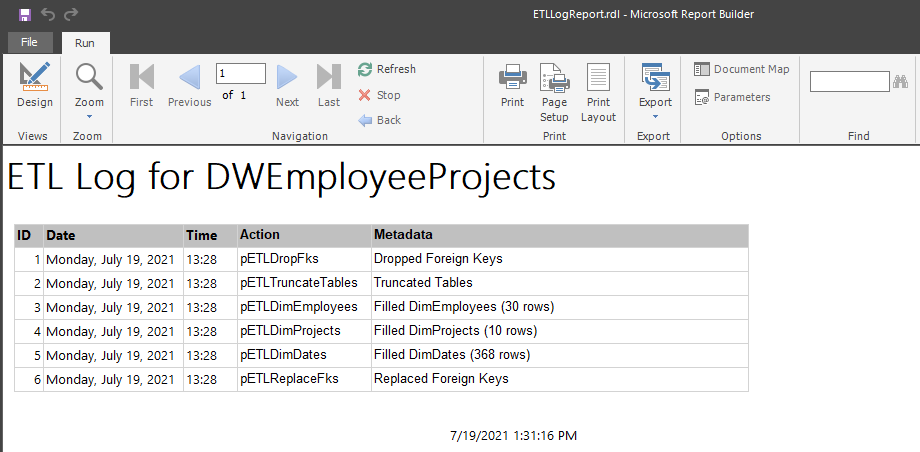 ETLLogReport.rdl - Microsoft Report Builder
File Run
Design Zoom First Previous 1 of 1 Next Last Refresh Stop Back Print Page Setup Print Layout Export Document Map Parameters
Views Zoom Navigation Print Export Options Find
ETL Log for DWEmployeeProjects
ID Date Time Action Metadata
1 Monday, July 19, 2021 13:28 pETLDropFks Dropped Foreign Keys
2 Monday, July 19, 2021 13:28 pETLTruncateTables Truncated Tables
3 Monday, July 19, 2021 13:28 pETLDimEmployees Filled DimEmployees (30 rows)
4 Monday, July 19, 2021 13:28 pETLDimProjects Filled DimProjects (10 rows)
5 Monday, July 19, 2021 13:28 pETLDimDates Filled DimDates (368 rows)
6 Monday, July 19, 2021 13:28 pETLReplaceFks Replaced Foreign Keys
7/19/2021 1:31:16 PM